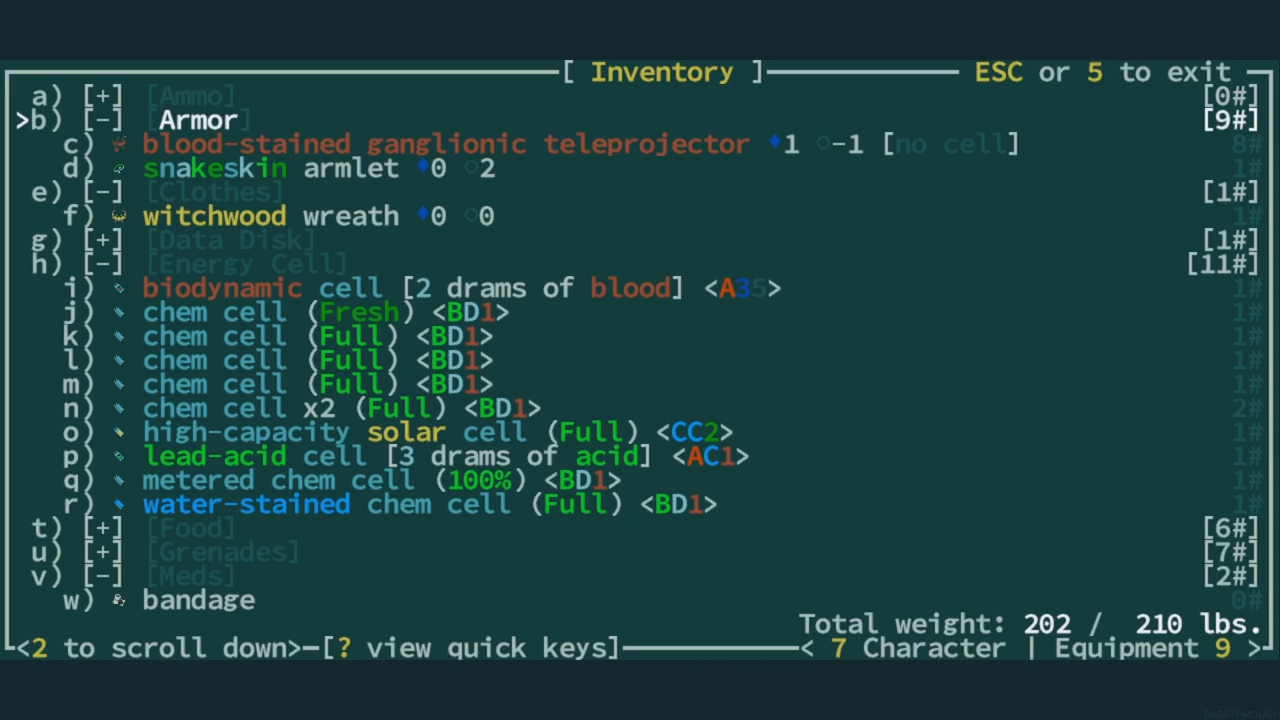 [ Inventory ] ESC or 5 to exit
a) [+] [Ammo] [0#]
>b) [-] [Armor] [9#]
c) blood-stained ganglionic teleprojector ♦1 ○-1 [no cell] 8#
d) snakeskin armlet ♦0 ○2 1#
e) [-] [Clothes] [1#]
f) witchwood wreath ♦0 ○0 1#
g) [+] [Data Disk] [1#]
h) [-] [Energy Cell] [11#]
i) biodynamic cell [2 drams of blood] <A35> 1#
j) chem cell (Fresh) <BD1> 1#
k) chem cell (Full) <BD1> 1#
l) chem cell (Full) <BD1> 1#
m) chem cell (Full) <BD1> 1#
n) chem cell x2 (Full) <BD1> 2#
o) high-capacity solar cell (Full) <CC2> 1#
p) lead-acid cell [3 drams of acid] <AC1> 1#
q) metered chem cell (100%) <BD1> 1#
r) water-stained chem cell (Full) <BD1> 1#
t) [+] [Food] [6#]
u) [+] [Grenades] [7#]
v) [-] [Meds] [2#]
w) bandage 0#
Total weight: 202 / 210 lbs.
<2 to scroll down> [? view quick keys] < 7 Character | Equipment 9 >